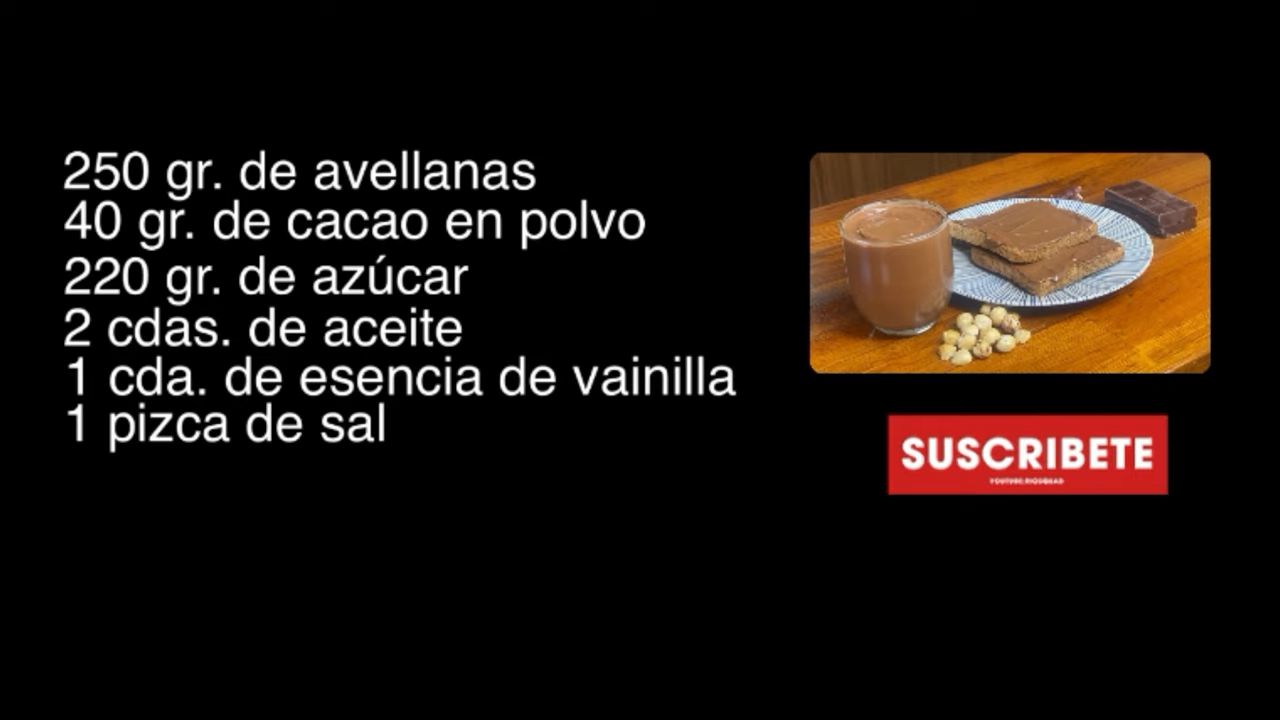 250 gr. de avellanas
40 gr. de cacao en polvo
220 gr. de azúcar
2 cdas. de aceite
1 cda. de esencia de vainilla
1 pizca de sal
SUSCRIBETE